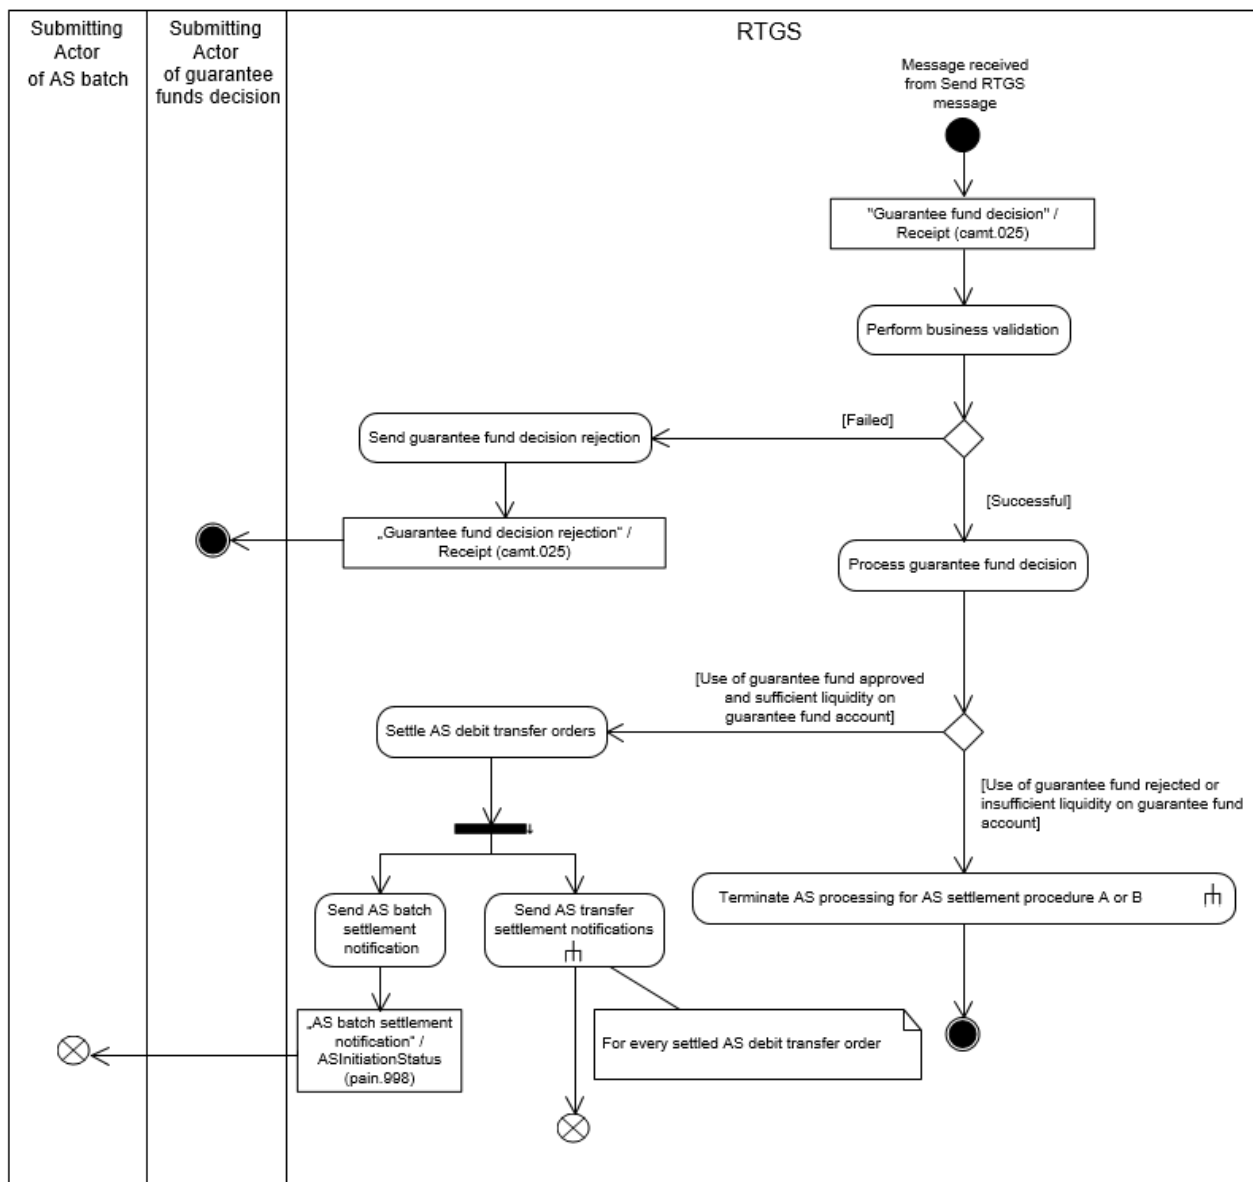 Submitting
Actor
of AS batch
Submitting
Actor
of guarantee
funds decision
RTGS
Message received
from Send RTGS
message
"Guarantee fund decision" /
Receipt (camt.025)
Perform business validation
[Failed]
Send guarantee fund decision rejection
[Successful]
„Guarantee fund decision rejection“ /
Receipt (camt.025)
Process guarantee fund decision
[Use of guarantee fund approved
and sufficient liquidity on
guarantee fund account]
Settle AS debit transfer orders
[Use of guarantee fund rejected or
insufficient liquidity on guarantee fund
account]
Terminate AS processing for AS settlement procedure A or B
Send AS batch
settlement
notification
Send AS transfer
settlement notifications
„AS batch settlement
notification“ /
ASInitiationStatus
(pain.998)
For every settled AS debit transfer order